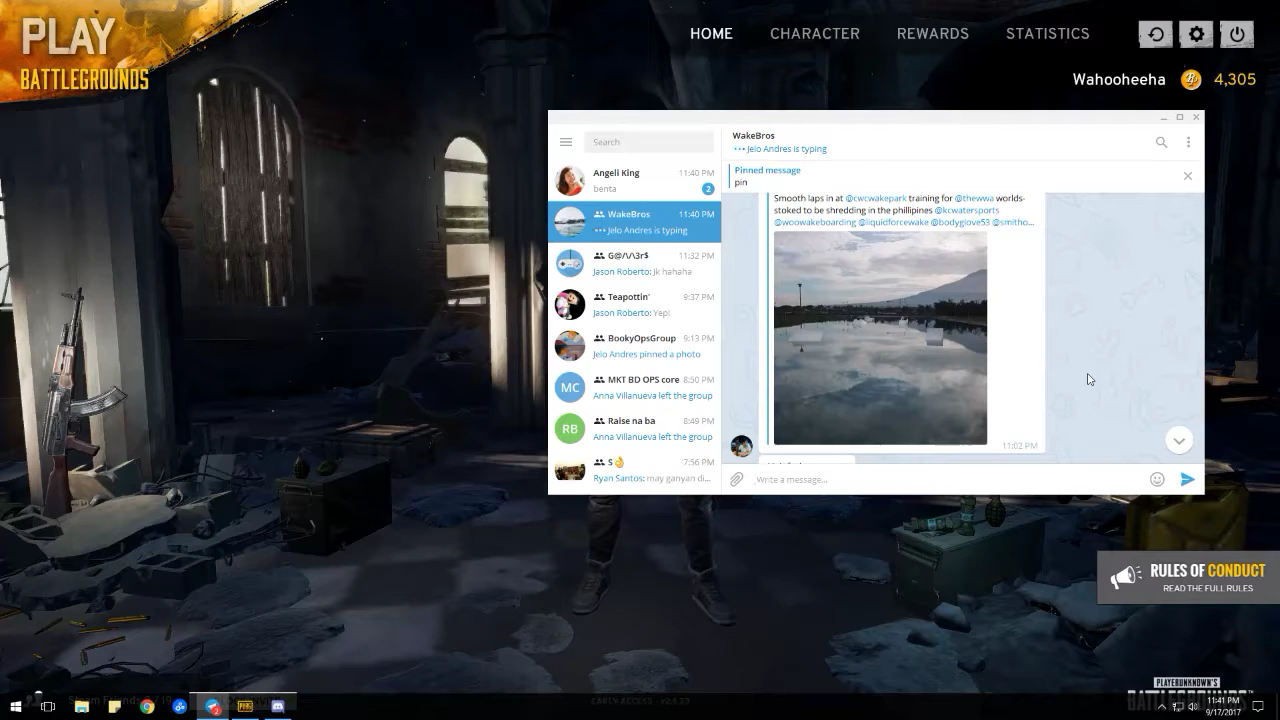 PLAY
BATTLEGROUNDS
HOME
CHARACTER
REWARDS
STATISTICS
Wahooheeha
4,305
Search
Angeli King 11:40 PM
benta 2
WakeBros 11:40 PM
Jelo Andres is typing
G@/\/\3r$ 11:32 PM
Jason Roberto: Jk hahaha
Teapottin' 9:37 PM
Jason Roberto: Yep!
BookyOpsGroup 9:13 PM
Jelo Andres pinned a photo
MC
MKT BD OPS core 8:50 PM
Anna Villanueva left the group
RB
Raise na ba 8:49 PM
Anna Villanueva left the group
S👌 7:56 PM
Ryan Santos: may ganyan di...
WakeBros
Jelo Andres is typing
Pinned message
pin
Smooth laps in at @cwcwakepark training for @thewwa worlds-
stoked to be shredding in the phillipines @kcwatersports
@woowakeboarding @liquidforcewake @bodyglove53 @smitho...
11:02 PM
Write a message...
RULES OF CONDUCT
READ THE FULL RULES
Steam Friends
EARLY ACCESS
PLAYERUNKNOWN'S
BATTLEGROUNDS
PUBG
11:41 PM
9/17/2017